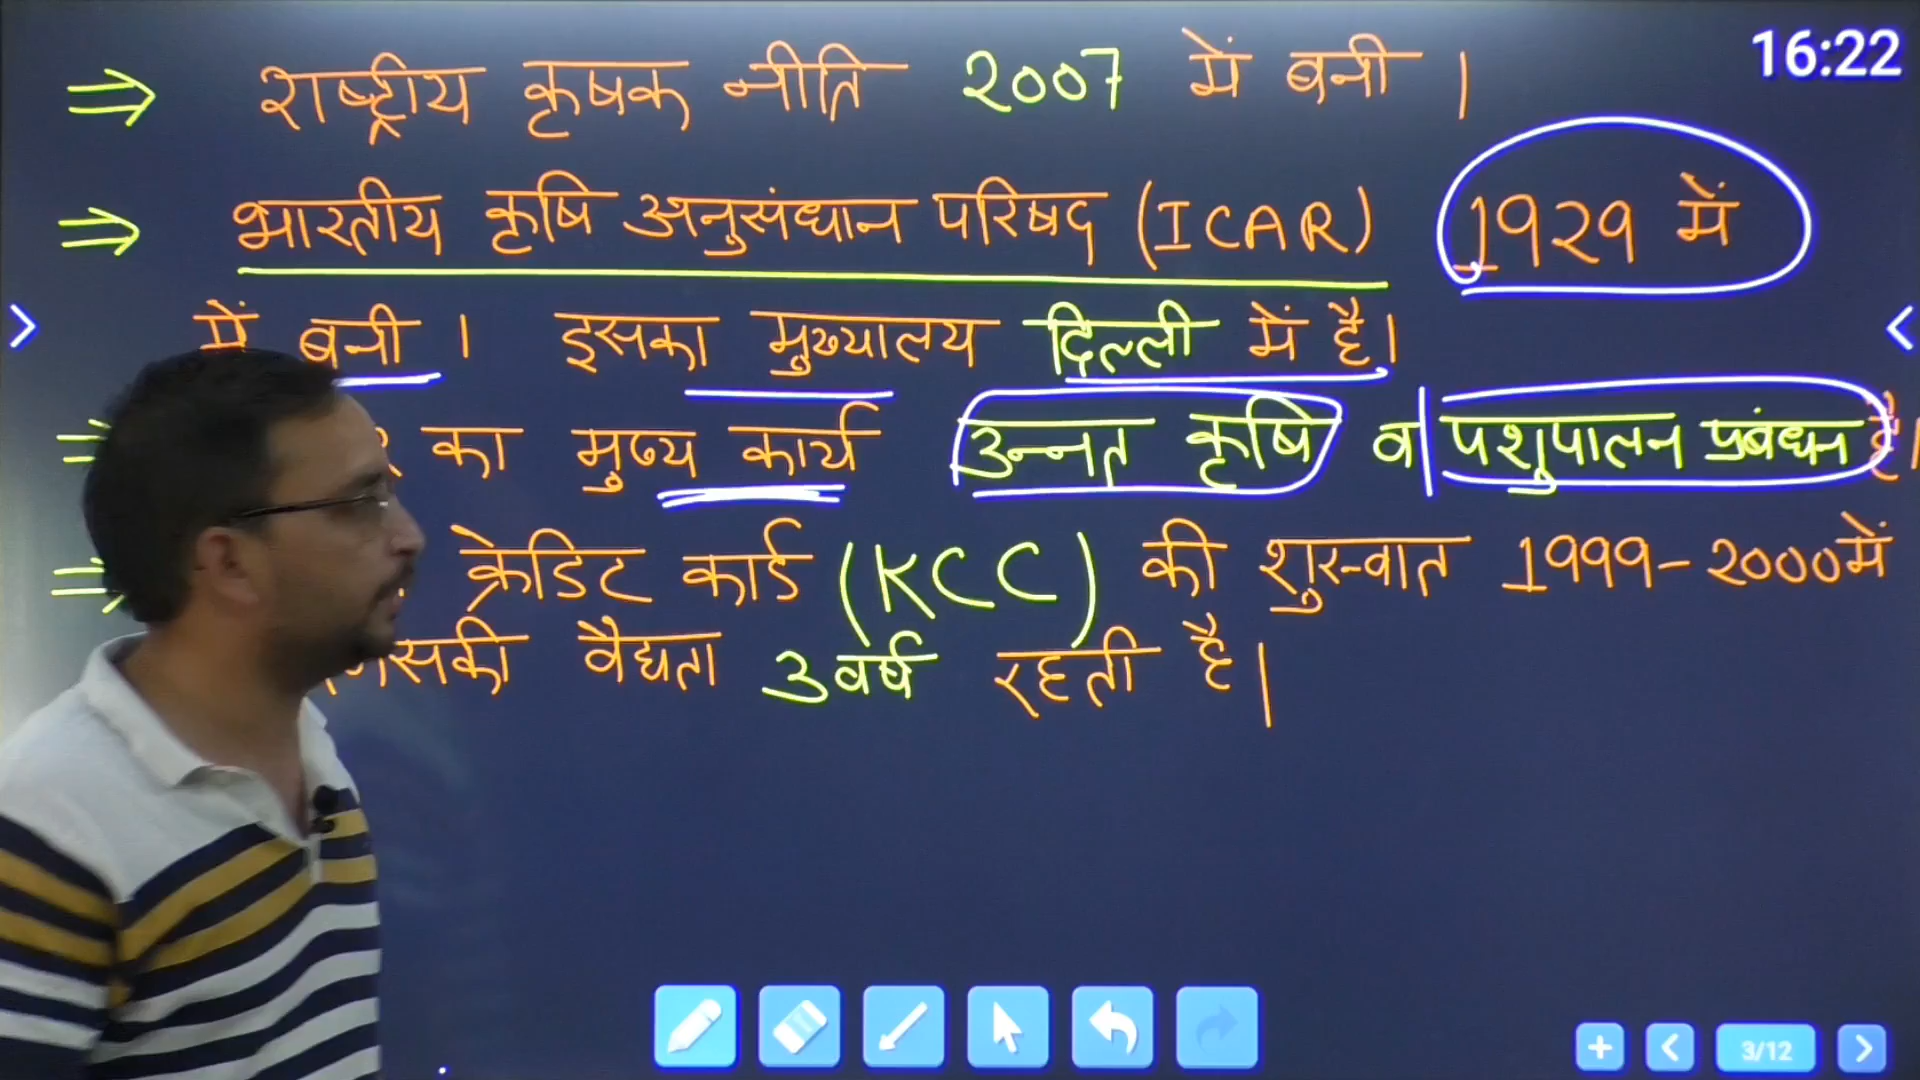 16:22
⇒ राष्ट्रीय कृषक नीति 2007 में बनी ।
⇒ भारतीय कृषि अनुसंधान परिषद (ICAR) 1929 में
में बनी । इसका मुख्यालय दिल्ली में है।
⇒ का मुख्य कार्य उन्नत कृषि व पशुपालन प्रबंधन है।
⇒ क्रेडिट कार्ड (KCC) की शुरुवात 1999-2000 में
जिसकी वैद्यता 3 वर्ष रहती है।
3/12